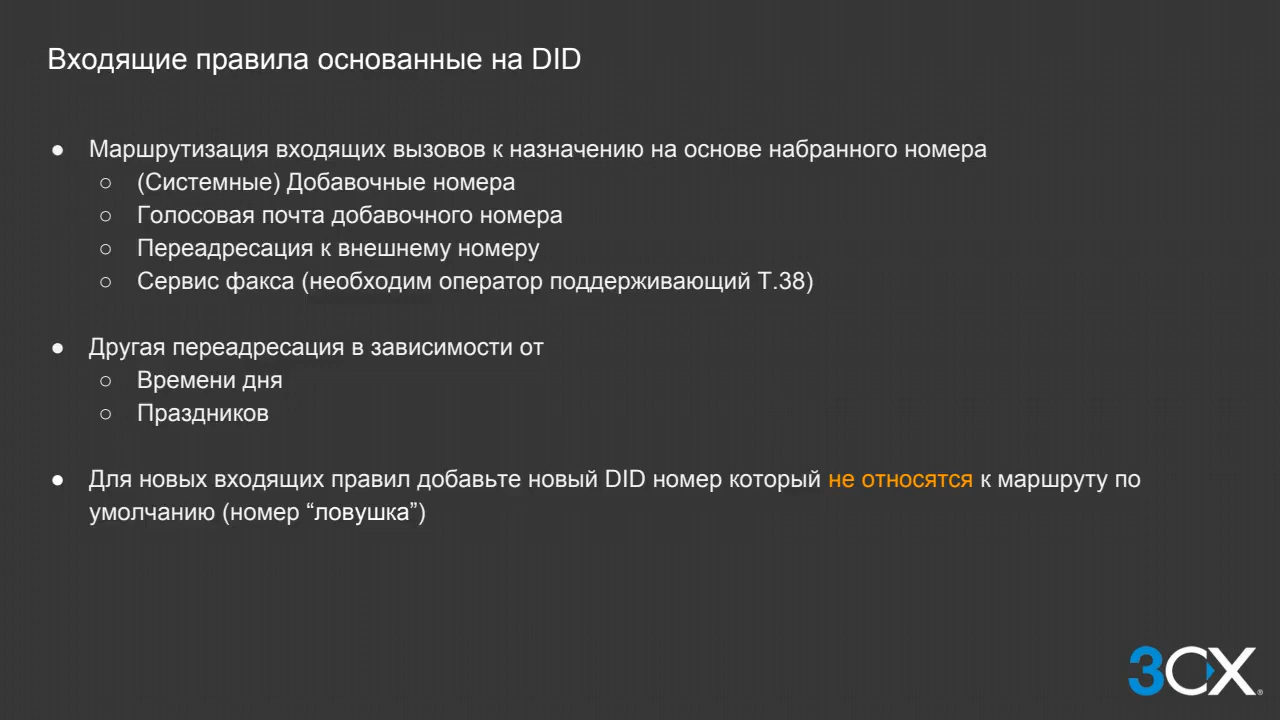 Входящие правила основанные на DID
● Маршрутизация входящих вызовов к назначению на основе набранного номера
○ (Системные) Добавочные номера
○ Голосовая почта добавочного номера
○ Переадресация к внешнему номеру
○ Сервис факса (необходим оператор поддерживающий Т.38)
● Другая переадресация в зависимости от
○ Времени дня
○ Праздников
● Для новых входящих правил добавьте новый DID номер который не относятся к маршруту по
умолчанию (номер “ловушка”)
3CX®